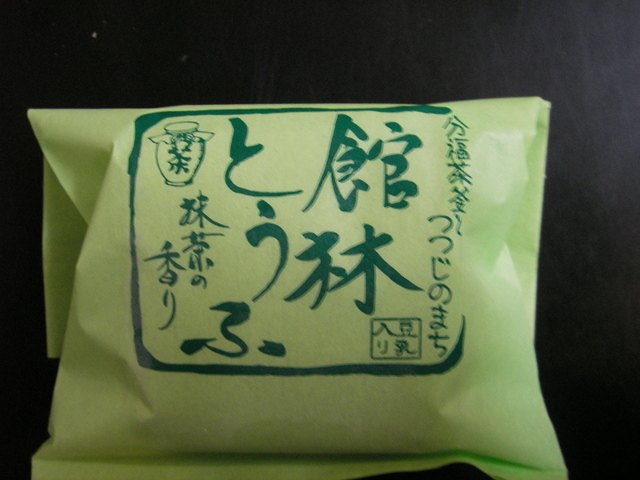 分福茶釜と
つつじのまち
館林
とうふ
豆乳
入り
抹茶の
香り